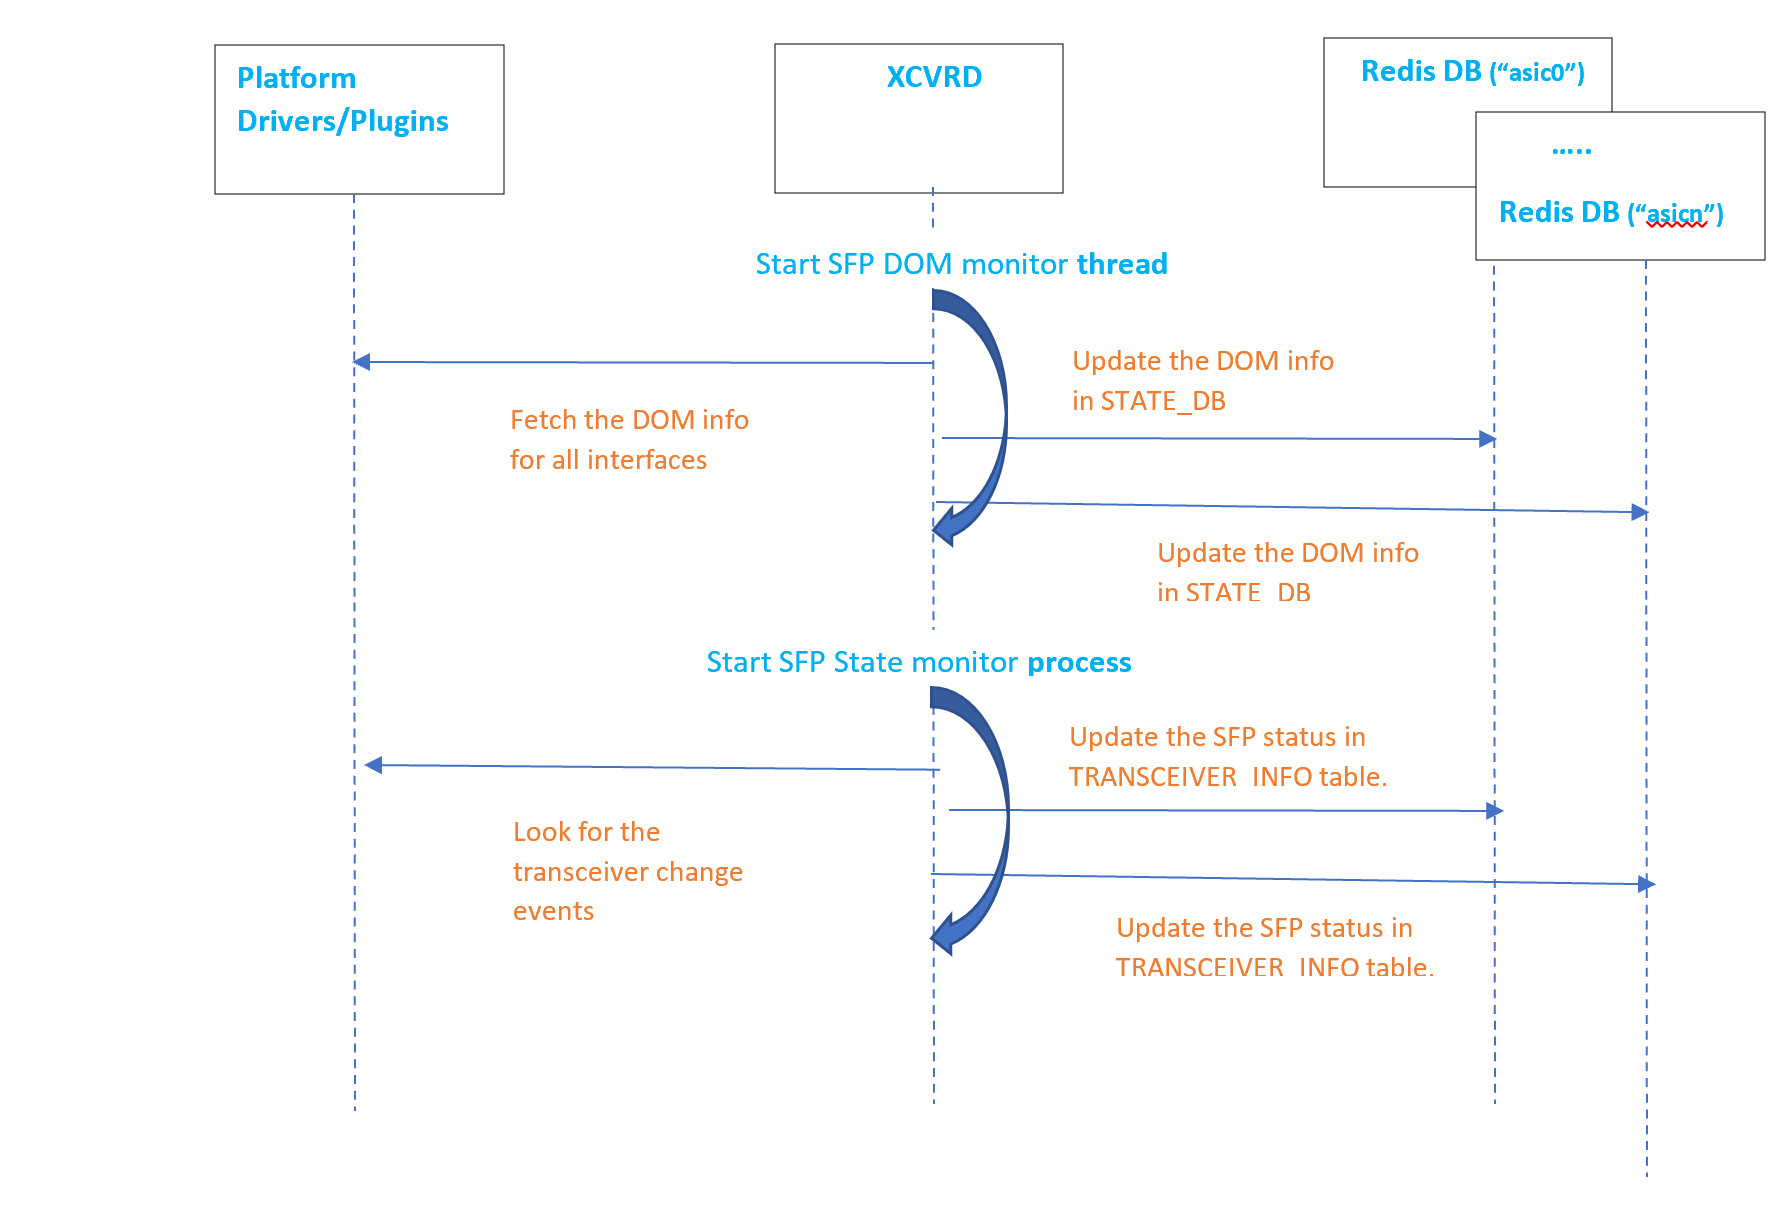 Platform
Drivers/Plugins
XCVRD
Redis DB (“asic0”)
…..
Redis DB (“asicn”)
Start SFP DOM monitor thread
Update the DOM info
in STATE_DB
Fetch the DOM info
for all interfaces
Update the DOM info
in STATE_DB
Start SFP State monitor process
Update the SFP status in
TRANSCEIVER_INFO table.
Look for the
transceiver change
events
Update the SFP status in
TRANSCEIVER_INFO table.